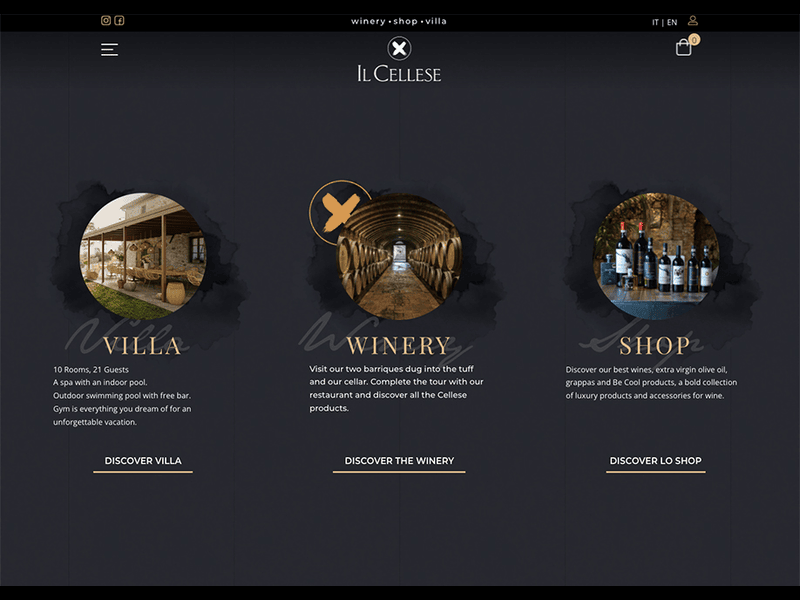 winery • shop • villa
IT | EN
0
IL CELLESE
Villa
VILLA
10 Rooms, 21 Guests
A spa with an indoor pool.
Outdoor swimming pool with free bar.
Gym is everything you dream of for an
unforgettable vacation.
DISCOVER VILLA
Winery
WINERY
Visit our two barriques dug into the tuff
and our cellar. Complete the tour with our
restaurant and discover all the Cellese
products.
DISCOVER THE WINERY
Shop
SHOP
Discover our best wines, extra virgin olive oil,
grappas and Be Cool products, a bold collection
of luxury products and accessories for wine.
DISCOVER LO SHOP